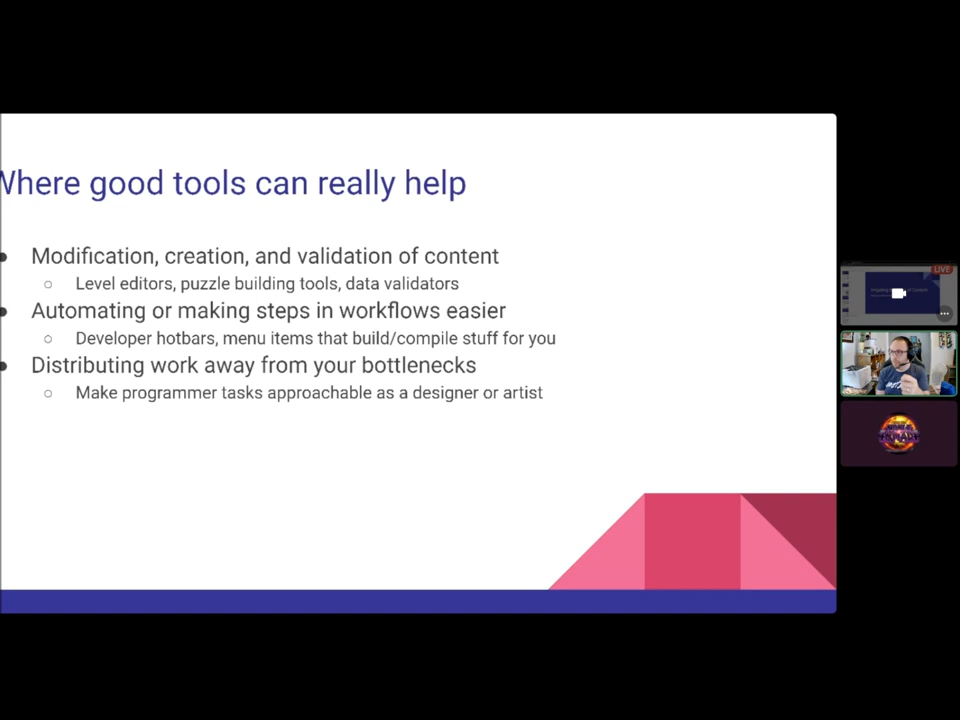 Where good tools can really help
● Modification, creation, and validation of content
○ Level editors, puzzle building tools, data validators
● Automating or making steps in workflows easier
○ Developer hotbars, menu items that build/compile stuff for you
● Distributing work away from your bottlenecks
○ Make programmer tasks approachable as a designer or artist
LIVE